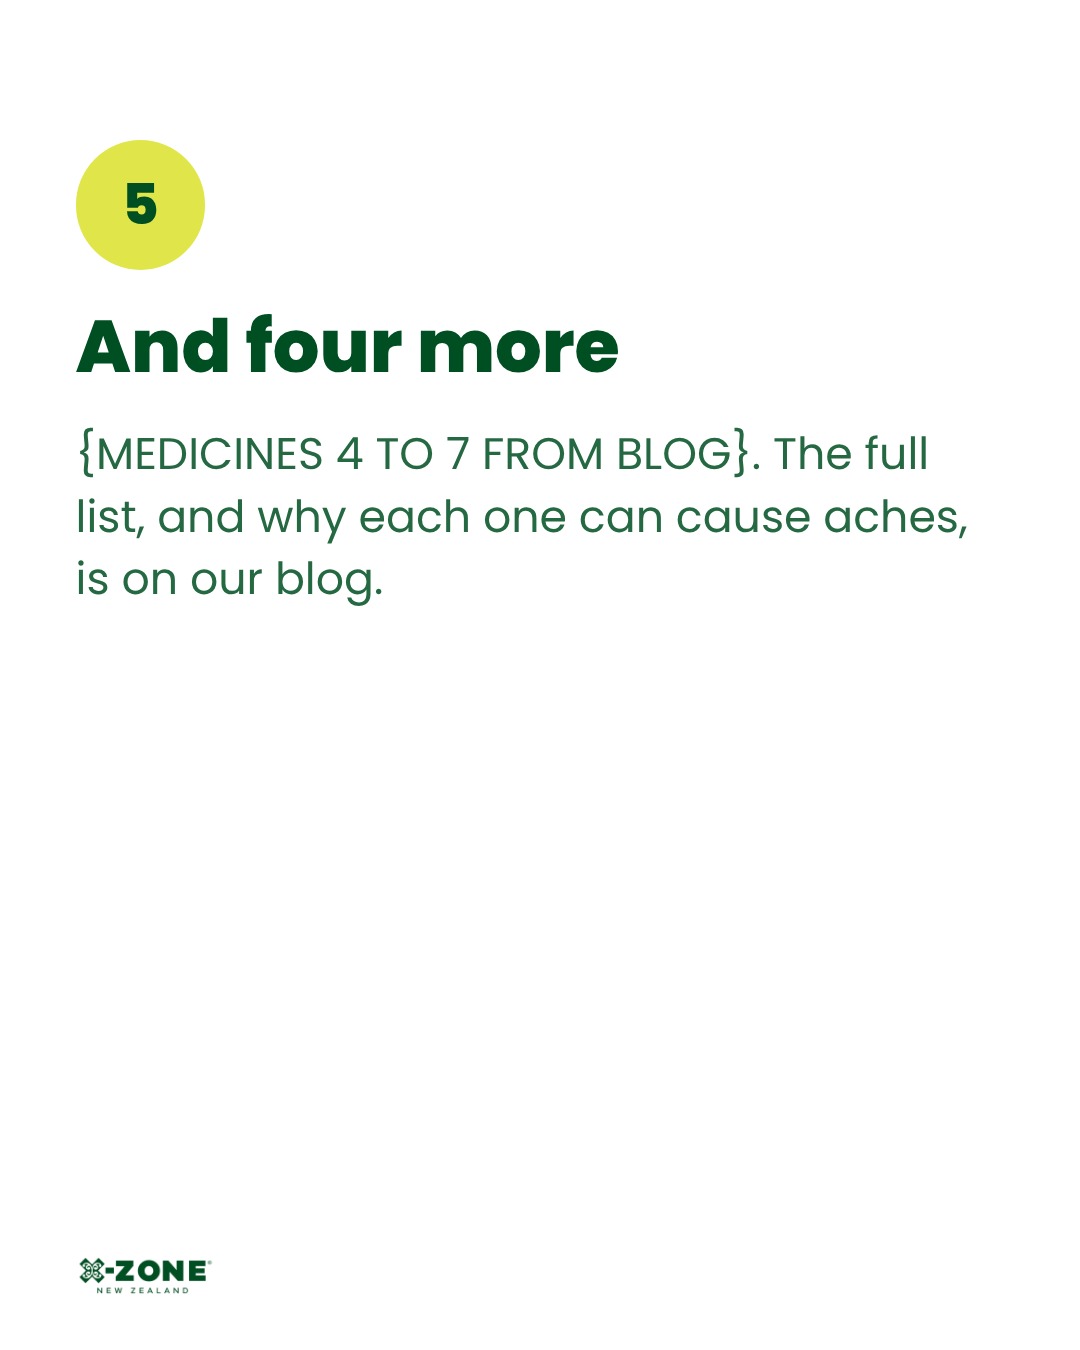 5
And four more
{MEDICINES 4 TO 7 FROM BLOG}. The full
list, and why each one can cause aches,
is on our blog.
X-ZONE®
NEW ZEALAND